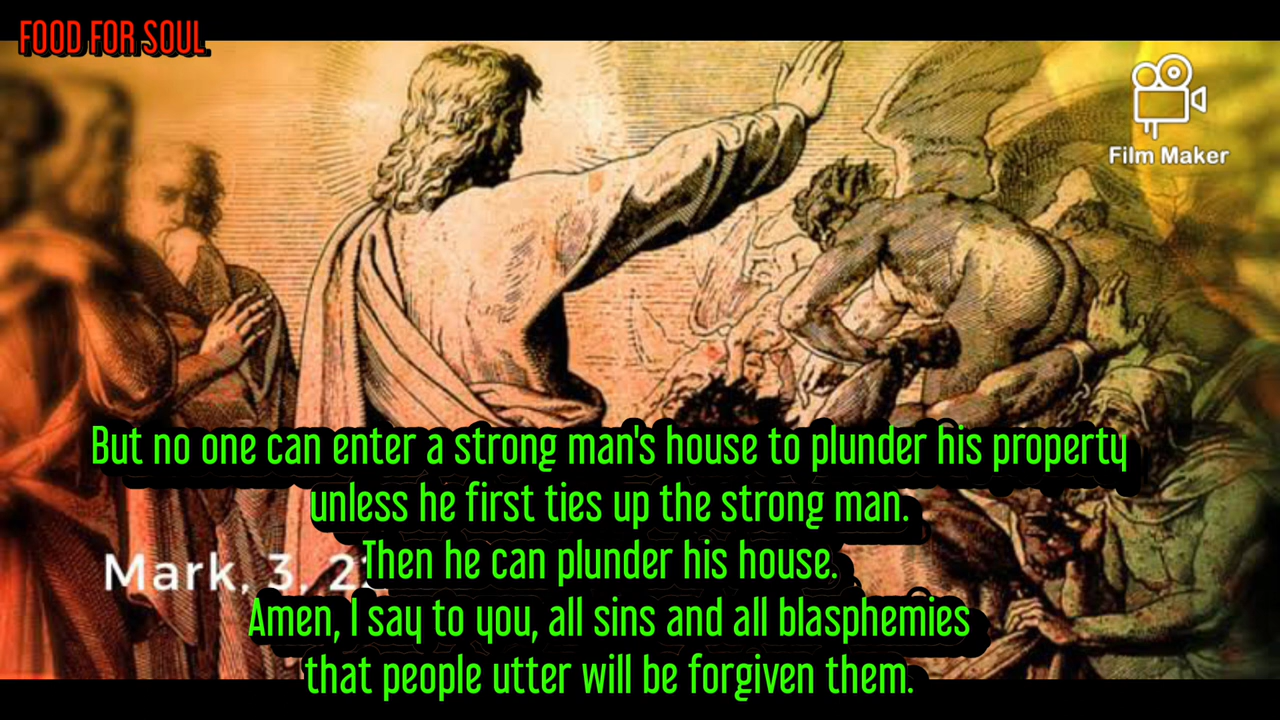 FOOD FOR SOUL
Film Maker
But no one can enter a strong man's house to plunder his property
unless he first ties up the strong man.
Mark, 3, 2
Then he can plunder his house.
Amen, I say to you, all sins and all blasphemies
that people utter will be forgiven them.